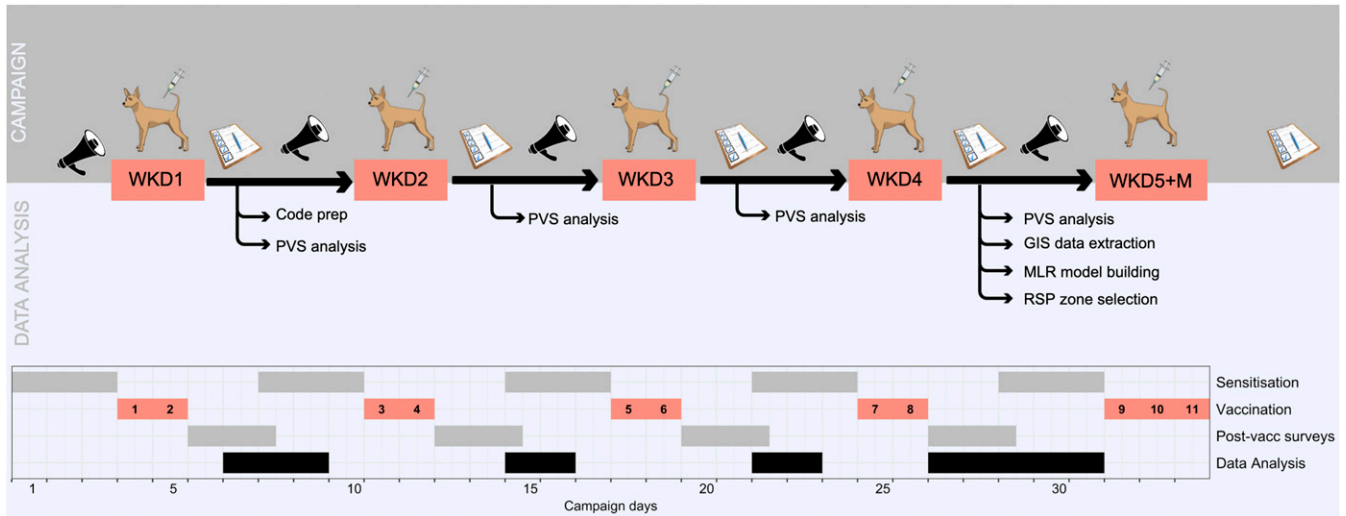 CAMPAIGN
WKD1
WKD2
WKD3
WKD4
WKD5+M
DATA ANALYSIS
Code prep
PVS analysis
PVS analysis
PVS analysis
PVS analysis
GIS data extraction
MLR model building
RSP zone selection
Sensitisation
1 2 3 4 5 6 7 8 9 10 11 Vaccination
Post-vacc surveys
Data Analysis
1 5 10 15 20 25 30
Campaign days